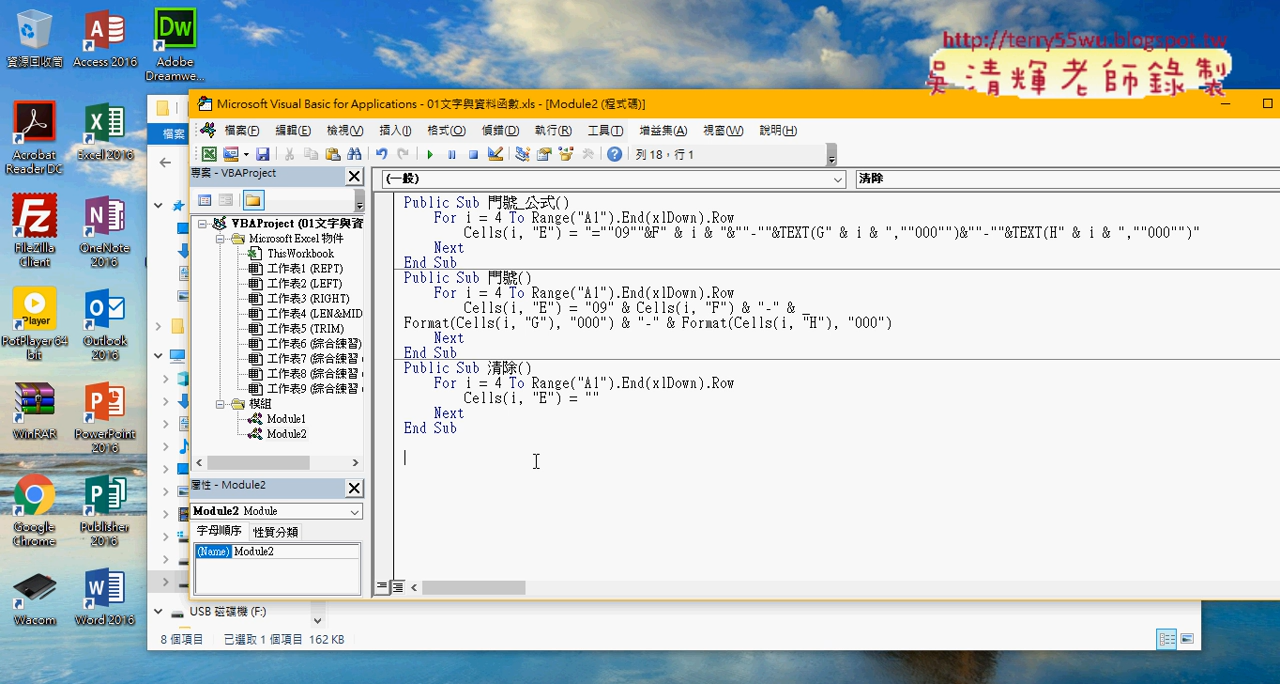 http://terry55wu.blogspot.tw
吳清輝老師錄製
資源回收筒
Access 2016
Adobe
Dreamwe...
Acrobat
Reader DC
Excel 2016
FileZilla
Client
OneNote
2016
PotPlayer 64
bit
Outlook
2016
WinRAR
PowerPoint
2016
Google
Chrome
Publisher
2016
Wacom
Word 2016
檔案
Microsoft Visual Basic for Applications - 01文字與資料函數.xls - [Module2 (程式碼)]
檔案(F) 編輯(E) 檢視(V) 插入(I) 格式(O) 偵錯(D) 執行(R) 工具(T) 增益集(A) 視窗(W) 說明(H)
列 18，行 1
專案 - VBAProject
VBAProject (01文字與資
Microsoft Excel 物件
ThisWorkbook
工作表1 (REPT)
工作表2 (LEFT)
工作表3 (RIGHT)
工作表4 (LEN&MID
工作表5 (TRIM)
工作表6 (綜合練習)
工作表7 (綜合練習
工作表8 (綜合練習
工作表9 (綜合練習
模組
Module1
Module2
屬性 - Module2
Module2 Module
字母順序 性質分類
(Name) Module2
(一般)
清除
Public Sub 門號_公式()
For i = 4 To Range("A1").End(xlDown).Row
Cells(i, "E") = "=""09""&F" & i & "&""-""&TEXT(G" & i & ",""000"")&""-""&TEXT(H" & i & ",""000"")"
Next
End Sub
Public Sub 門號()
For i = 4 To Range("A1").End(xlDown).Row
Cells(i, "E") = "09" & Cells(i, "F") & "-" & _
Format(Cells(i, "G"), "000") & "-" & Format(Cells(i, "H"), "000")
Next
End Sub
Public Sub 清除()
For i = 4 To Range("A1").End(xlDown).Row
Cells(i, "E") = ""
Next
End Sub
USB 磁碟機 (F:)
8 個項目 已選取 1 個項目 162 KB